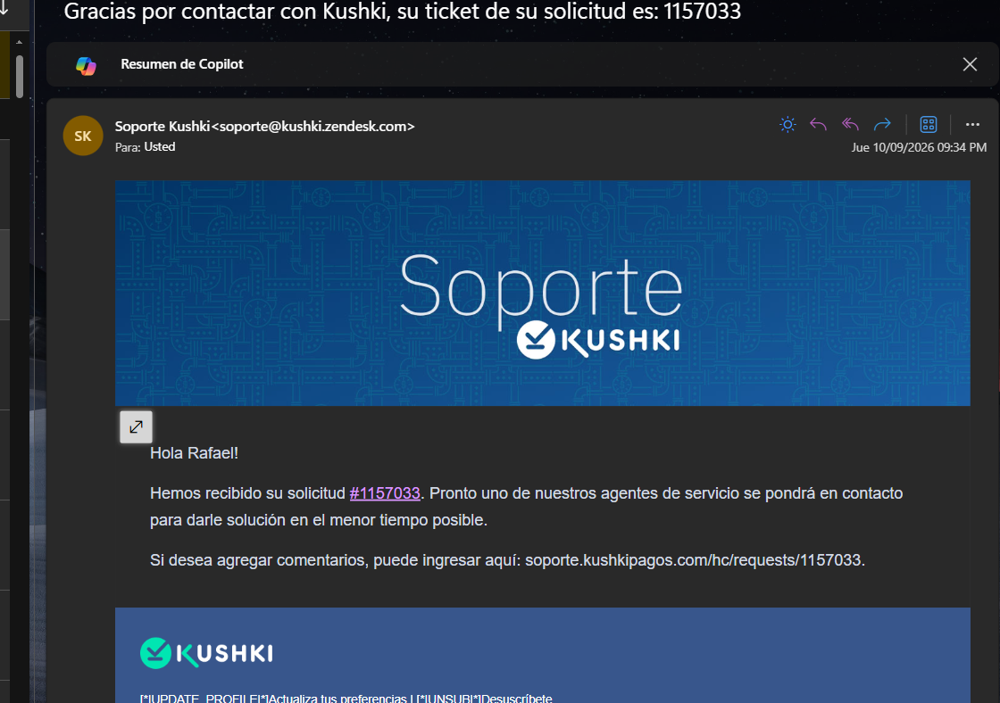 Gracias por contactar con Kushki, su ticket de su solicitud es: 1157033
Resumen de Copilot
SK
Soporte Kushki<soporte@kushki.zendesk.com>
Para: Usted
Jue 10/09/2026 09:34 PM
Soporte
KUSHKI
Hola Rafael!
Hemos recibido su solicitud #1157033. Pronto uno de nuestros agentes de servicio se pondrá en contacto
para darle solución en el menor tiempo posible.
Si desea agregar comentarios, puede ingresar aquí: soporte.kushkipagos.com/hc/requests/1157033.
KUSHKI
[*|UPDATE_PROFILE|*]Actualiza tus preferencias | [*|UNSUB|*]Desuscríbete